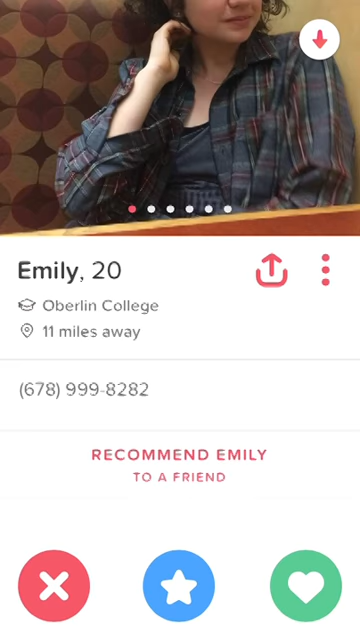 Emily, 20
Oberlin College
11 miles away
(678) 999-8282
RECOMMEND EMILY
TO A FRIEND